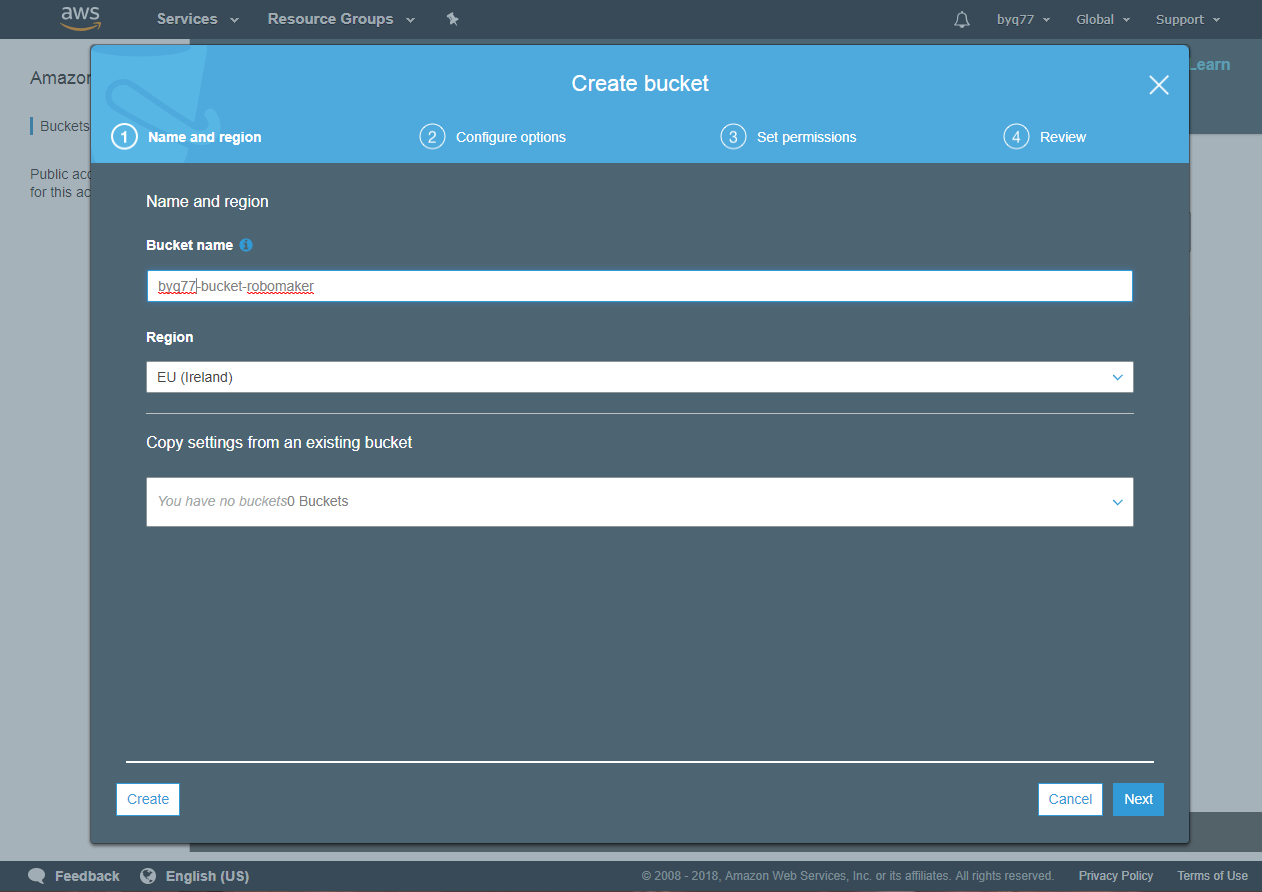 aws Services Resource Groups byq77 Global Support
Amazon
Learn
Create bucket
1 Name and region 2 Configure options 3 Set permissions 4 Review
Buckets
Public acc
for this ac
Name and region
Bucket name i
byq77-bucket-robomaker
Region
EU (Ireland)
Copy settings from an existing bucket
You have no buckets0 Buckets
Create Cancel Next
Feedback English (US) © 2008 - 2018, Amazon Web Services, Inc. or its affiliates. All rights reserved. Privacy Policy Terms of Use